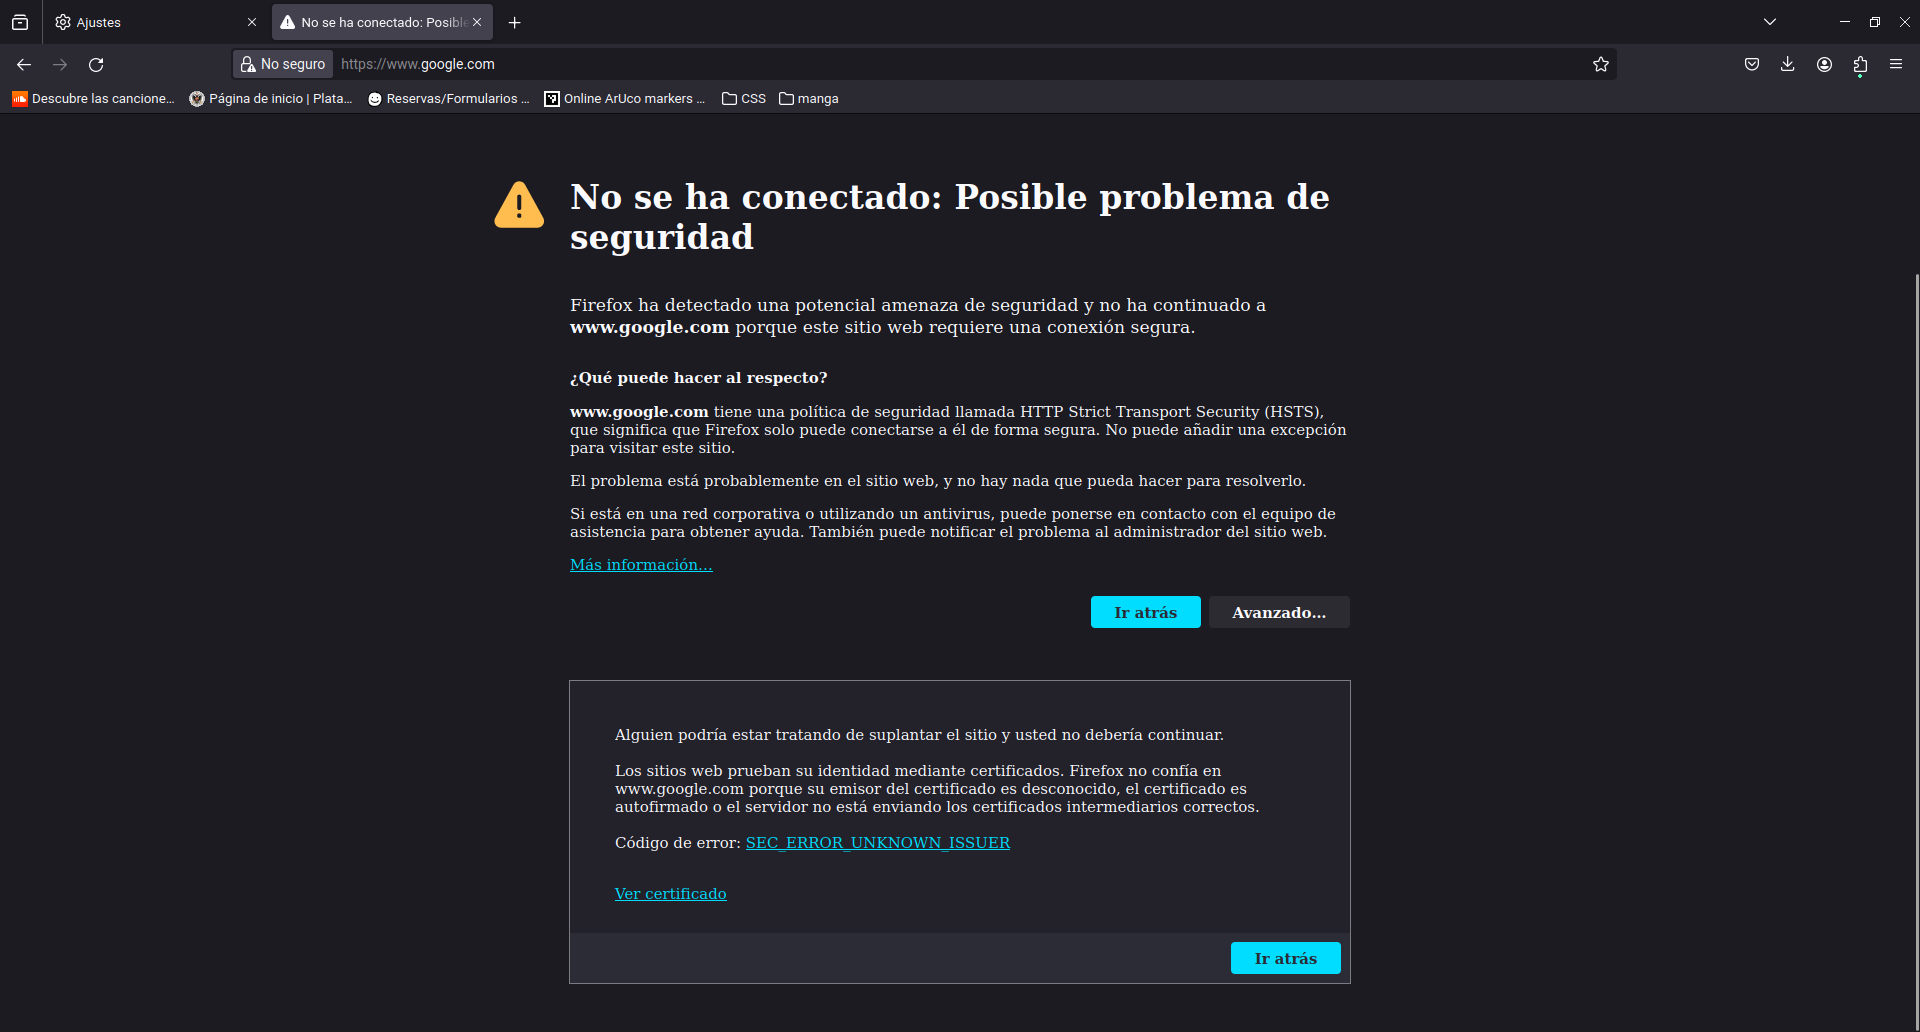 Ajustes
No se ha conectado: Posible
No seguro
https://www.google.com
Descubre las cancione...
Página de inicio | Plata...
Reservas/Formularios ...
Online ArUco markers ...
CSS
manga
No se ha conectado: Posible problema de
seguridad
Firefox ha detectado una potencial amenaza de seguridad y no ha continuado a
www.google.com porque este sitio web requiere una conexión segura.
¿Qué puede hacer al respecto?
www.google.com tiene una política de seguridad llamada HTTP Strict Transport Security (HSTS),
que significa que Firefox solo puede conectarse a él de forma segura. No puede añadir una excepción
para visitar este sitio.
El problema está probablemente en el sitio web, y no hay nada que pueda hacer para resolverlo.
Si está en una red corporativa o utilizando un antivirus, puede ponerse en contacto con el equipo de
asistencia para obtener ayuda. También puede notificar el problema al administrador del sitio web.
Más información...
Ir atrás
Avanzado...
Alguien podría estar tratando de suplantar el sitio y usted no debería continuar.
Los sitios web prueban su identidad mediante certificados. Firefox no confía en
www.google.com porque su emisor del certificado es desconocido, el certificado es
autofirmado o el servidor no está enviando los certificados intermediarios correctos.
Código de error: SEC_ERROR_UNKNOWN_ISSUER
Ver certificado
Ir atrás